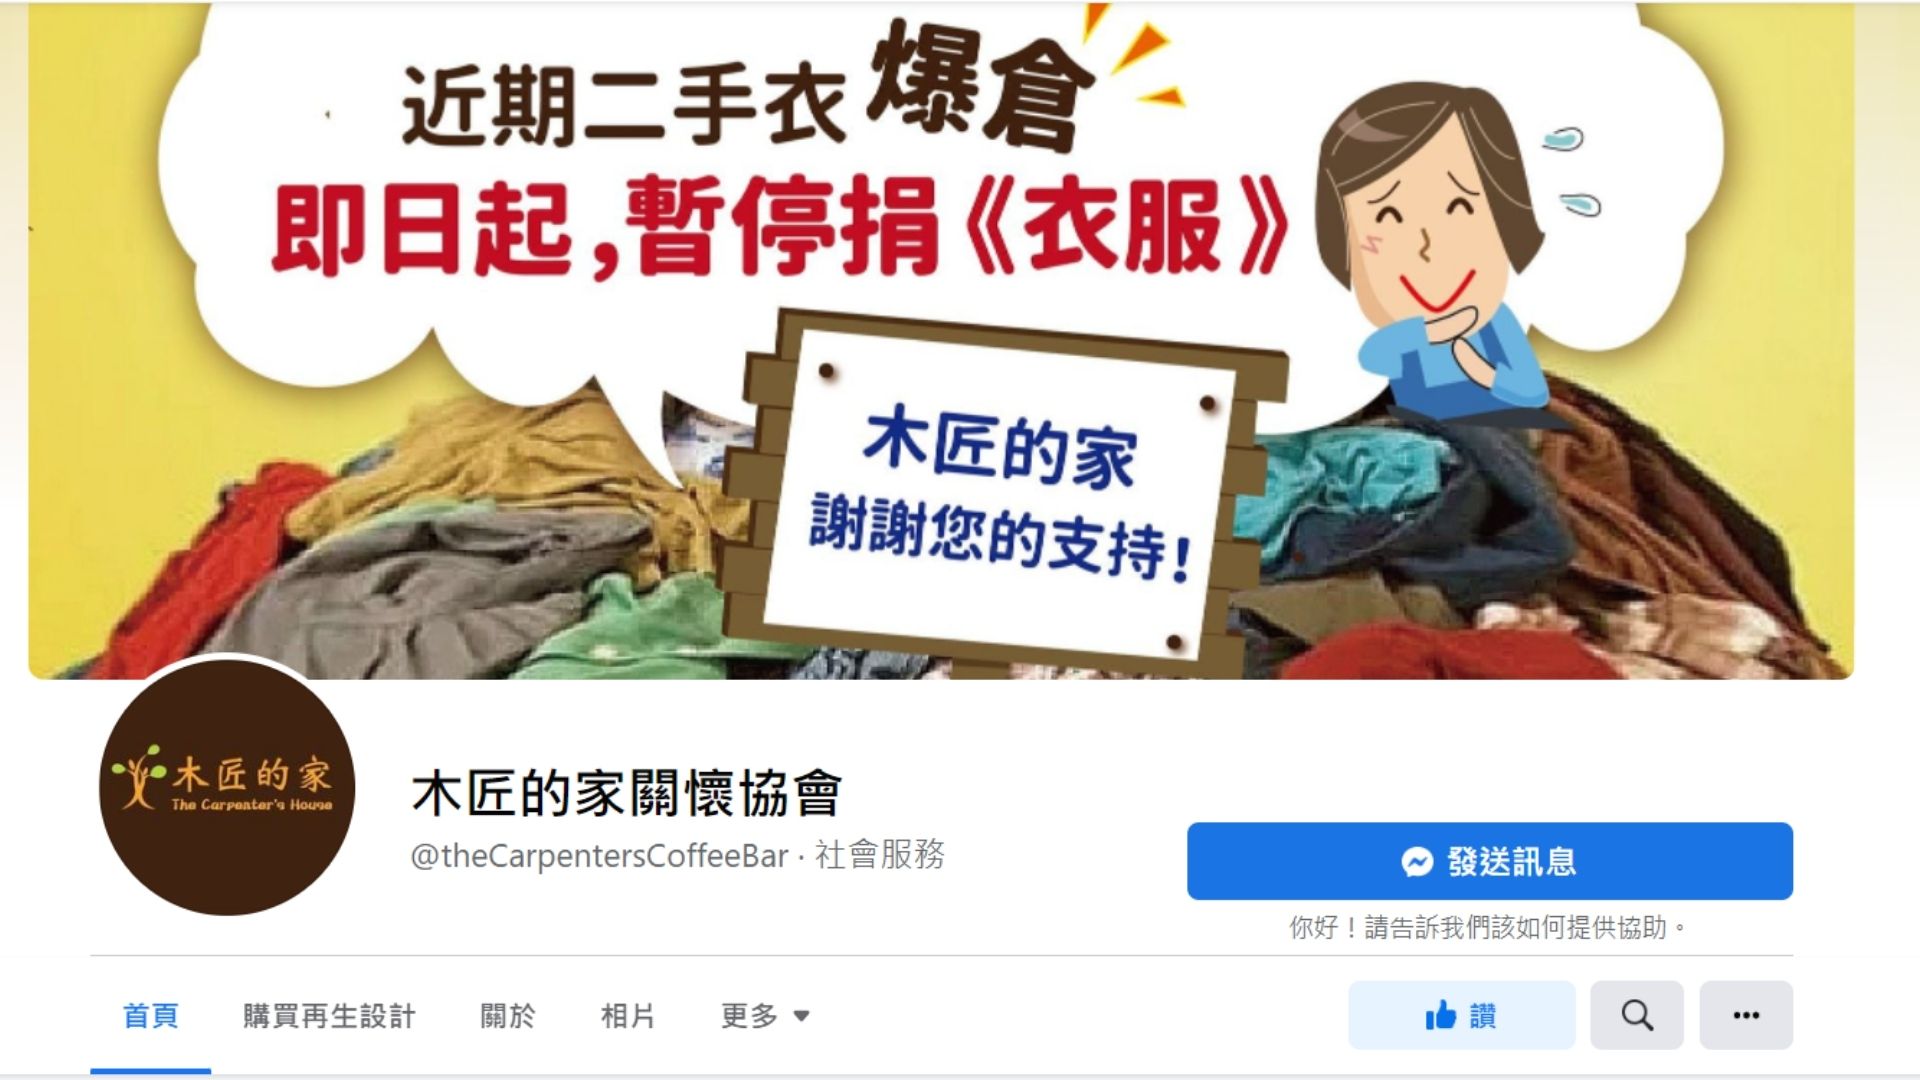 近期二手衣爆倉
即日起,暫停捐《衣服》
木匠的家
謝謝您的支持!
木匠的家
The Carpenter's House
木匠的家關懷協會
@theCarpentersCoffeeBar · 社會服務
發送訊息
你好！請告訴我們該如何提供協助。
首頁 購買再生設計 關於 相片 更多 讚